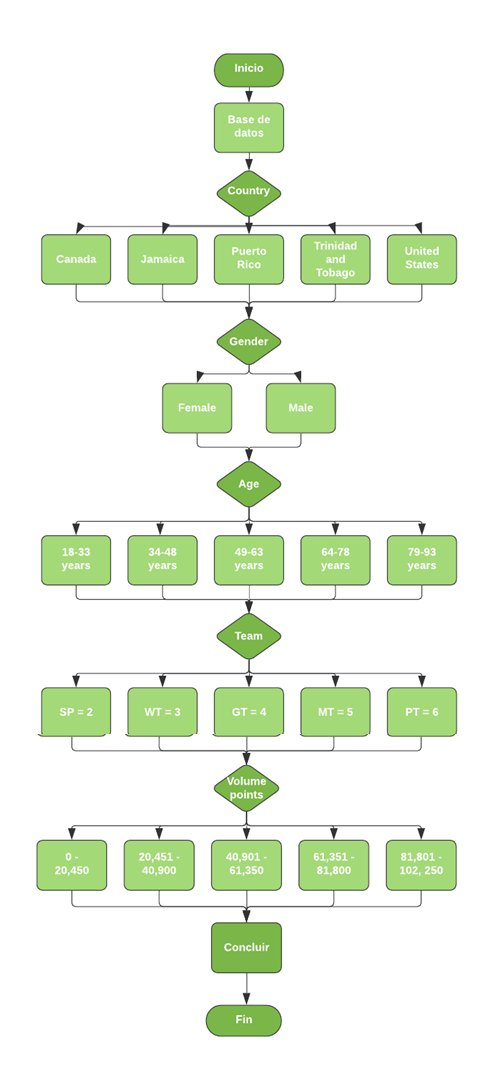 Inicio
Base de
datos
Country
Canada
Jamaica
Puerto
Rico
Trinidad
and
Tobago
United
States
Gender
Female
Male
Age
18-33
years
34-48
years
49-63
years
64-78
years
79-93
years
Team
SP = 2
WT = 3
GT = 4
MT = 5
PT = 6
Volume
points
0 -
20,450
20,451 -
40,900
40,901 -
61,350
61,351 -
81,800
81,801 -
102, 250
Concluir
Fin